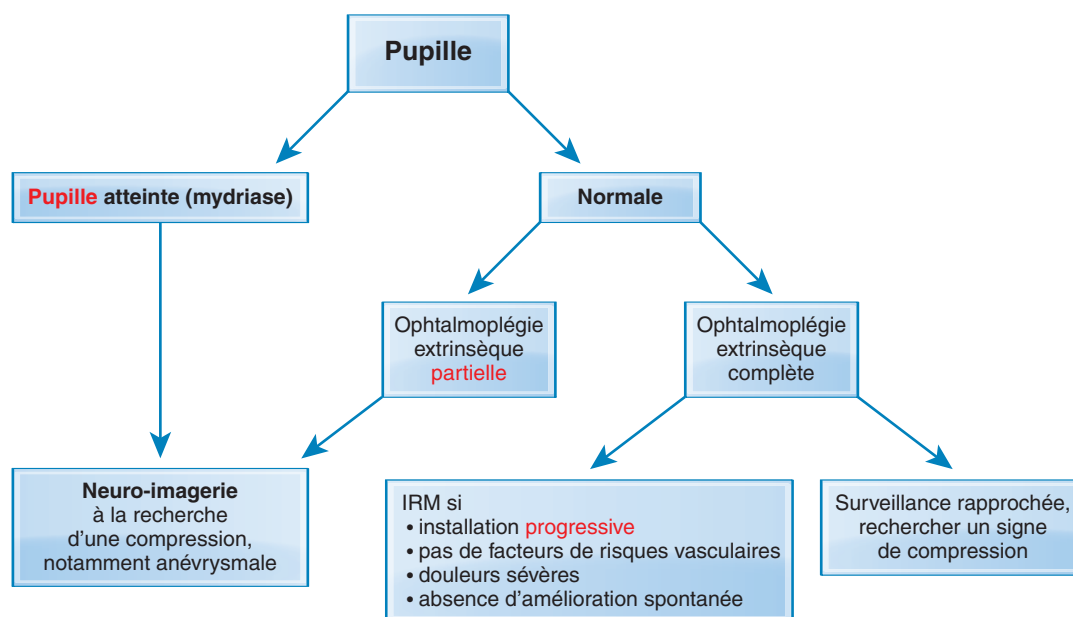 Pupille
Pupille atteinte (mydriase)
Normale
Ophtalmoplégie
extrinsèque
partielle
Ophtalmoplégie
extrinsèque
complète
Neuro-imagerie
à la recherche
d'une compression,
notamment anévrysmale
IRM si
• installation progressive
• pas de facteurs de risques vasculaires
• douleurs sévères
• absence d'amélioration spontanée
Surveillance rapprochée,
rechercher un signe
de compression